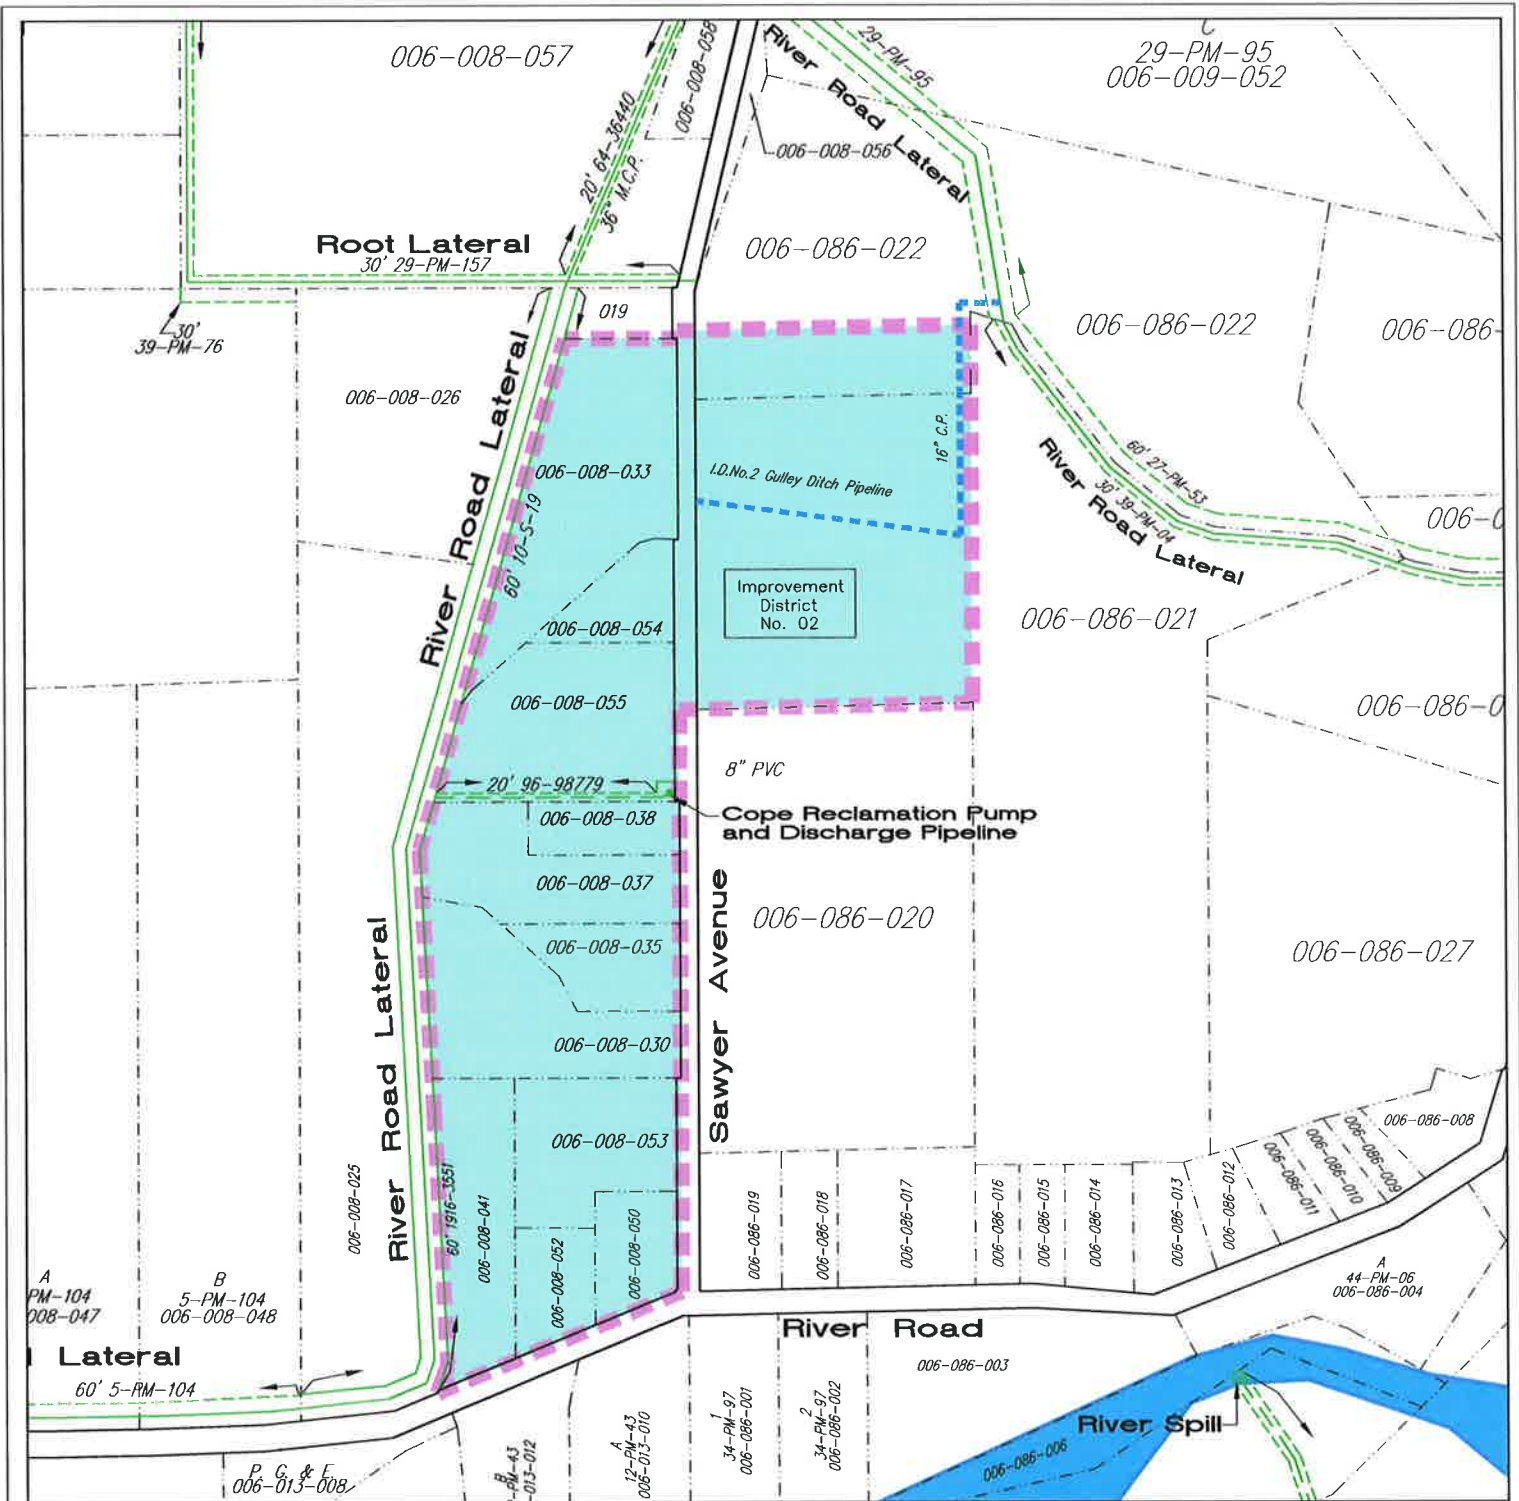 006-008-057
006-008-058
29-PM-95
29-PM-95
006-009-052
River Road Lateral
20' 64-36440
36" M.C.P.
006-008-056
Root Lateral
30' 29-PM-157
006-086-022
30'
39-PM-76
019
006-086-022
006-086-
006-008-026
River Road Lateral
006-008-033
60' 10-S-19
16" C.P.
I.D.No.2 Gulley Ditch Pipeline
60' 27-PM-53
30' 39-PM-04
River Road Lateral
006-0
Improvement
District
No. 02
006-008-054
006-086-021
006-008-055
006-086-0
8" PVC
20' 96-98779
Cope Reclamation Pump
and Discharge Pipeline
006-008-038
006-008-037
006-086-020
006-008-035
006-086-027
River Road Lateral
Sawyer Avenue
006-008-030
006-008-053
006-008-025
60' 1916-3551
006-008-041
006-008-052
006-008-050
006-086-019
006-086-018
006-086-017
006-086-016
006-086-015
006-086-014
006-086-013
006-086-012
006-086-011
006-086-010
006-086-009
006-086-008
A
PM-104
008-047
B
5-PM-104
006-008-048
A
44-PM-06
006-086-004
Lateral
60' 5-PM-104
River Road
006-086-003
P. G. & E.
006-013-008
B
-PM-43
-013-012
A
12-PM-43
006-013-010
1
34-PM-97
006-086-001
2
34-PM-97
006-086-002
River Spill
006-086-006